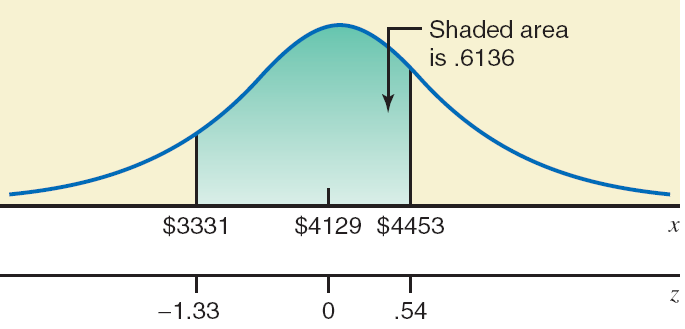 Shaded area
is .6136
$3331 $4129 $4453 x
−1.33 0 .54 z